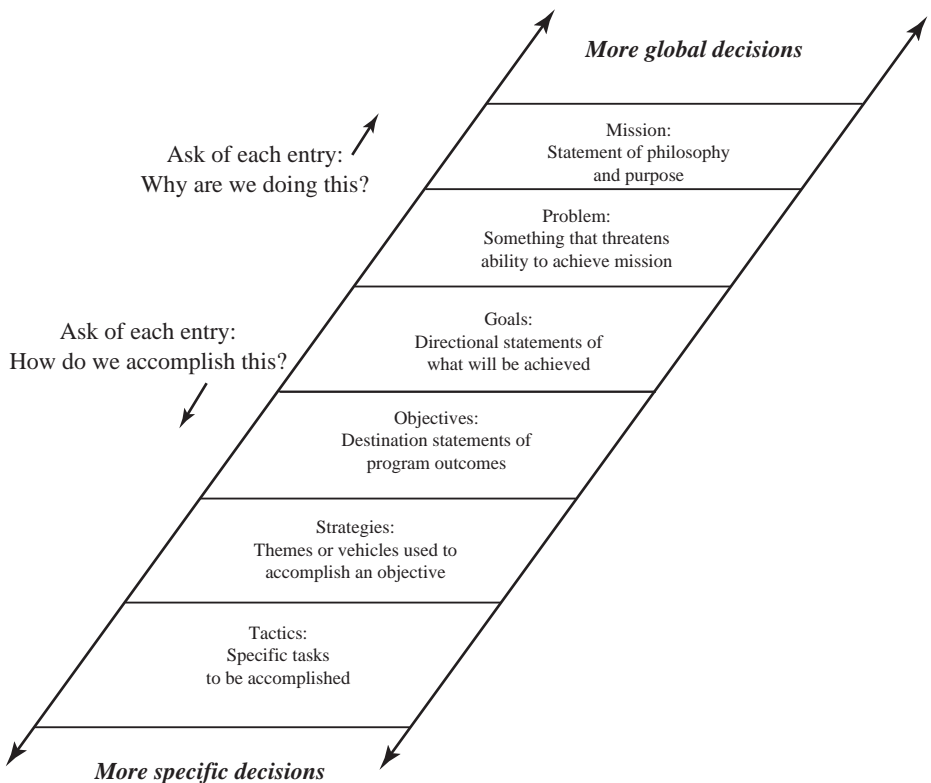 More global decisions
Mission:
Statement of philosophy
and purpose
Ask of each entry:
Why are we doing this?
Problem:
Something that threatens
ability to achieve mission
Goals:
Directional statements of
what will be achieved
Ask of each entry:
How do we accomplish this?
Objectives:
Destination statements of
program outcomes
Strategies:
Themes or vehicles used to
accomplish an objective
Tactics:
Specific tasks
to be accomplished
More specific decisions